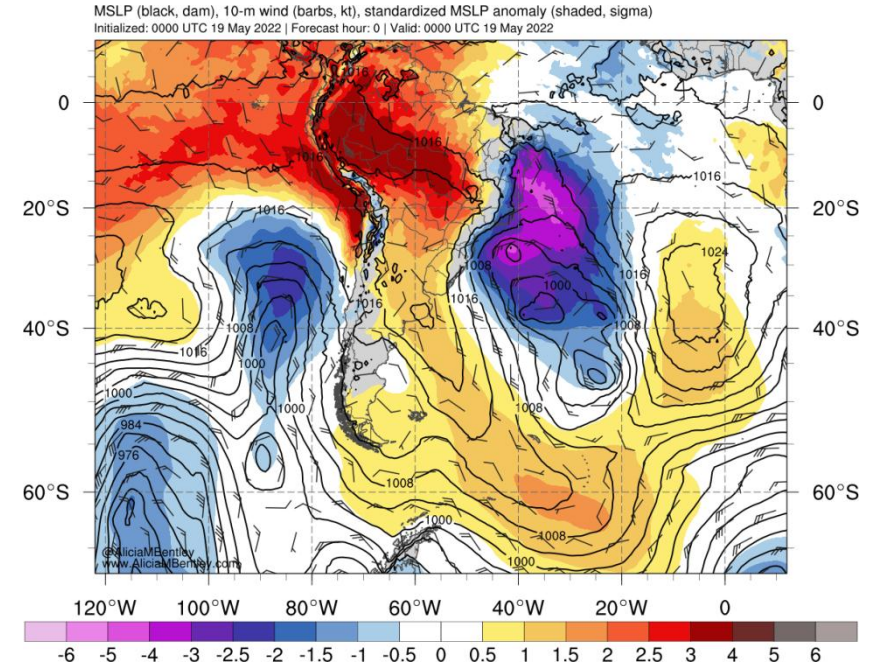 MSLP (black, dam), 10-m wind (barbs, kt), standardized MSLP anomaly (shaded, sigma)
Initialized: 0000 UTC 19 May 2022 | Forecast hour: 0 | Valid: 0000 UTC 19 May 2022
1016
0
0
1016
1016
1016
20°S
1016
20°S
1024
1008
1016
1000
1016
1016
1008
1008
40°S
40°S
1016
1000
1000
1008
984
976
1008
60°S
60°S
1000
1008
1000
@AliciaMBentley
www.AliciaMBentley.com
120°W
100°W
80°W
60°W
40°W
20°W
0
-6 -5 -4 -3 -2.5 -2 -1.5 -1 -0.5 0 0.5 1 1.5 2 2.5 3 4 5 6